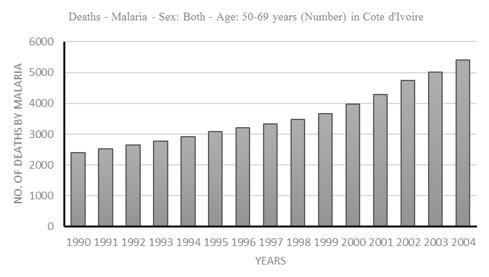 Deaths - Malaria - Sex: Both - Age: 50-69 years (Number) in Cote d'Ivoire
6000
5000
4000
3000
2000
1000
0
NO. OF DEATHS BY MALARIA
1990 1991 1992 1993 1994 1995 1996 1997 1998 1999 2000 2001 2002 2003 2004
YEARS